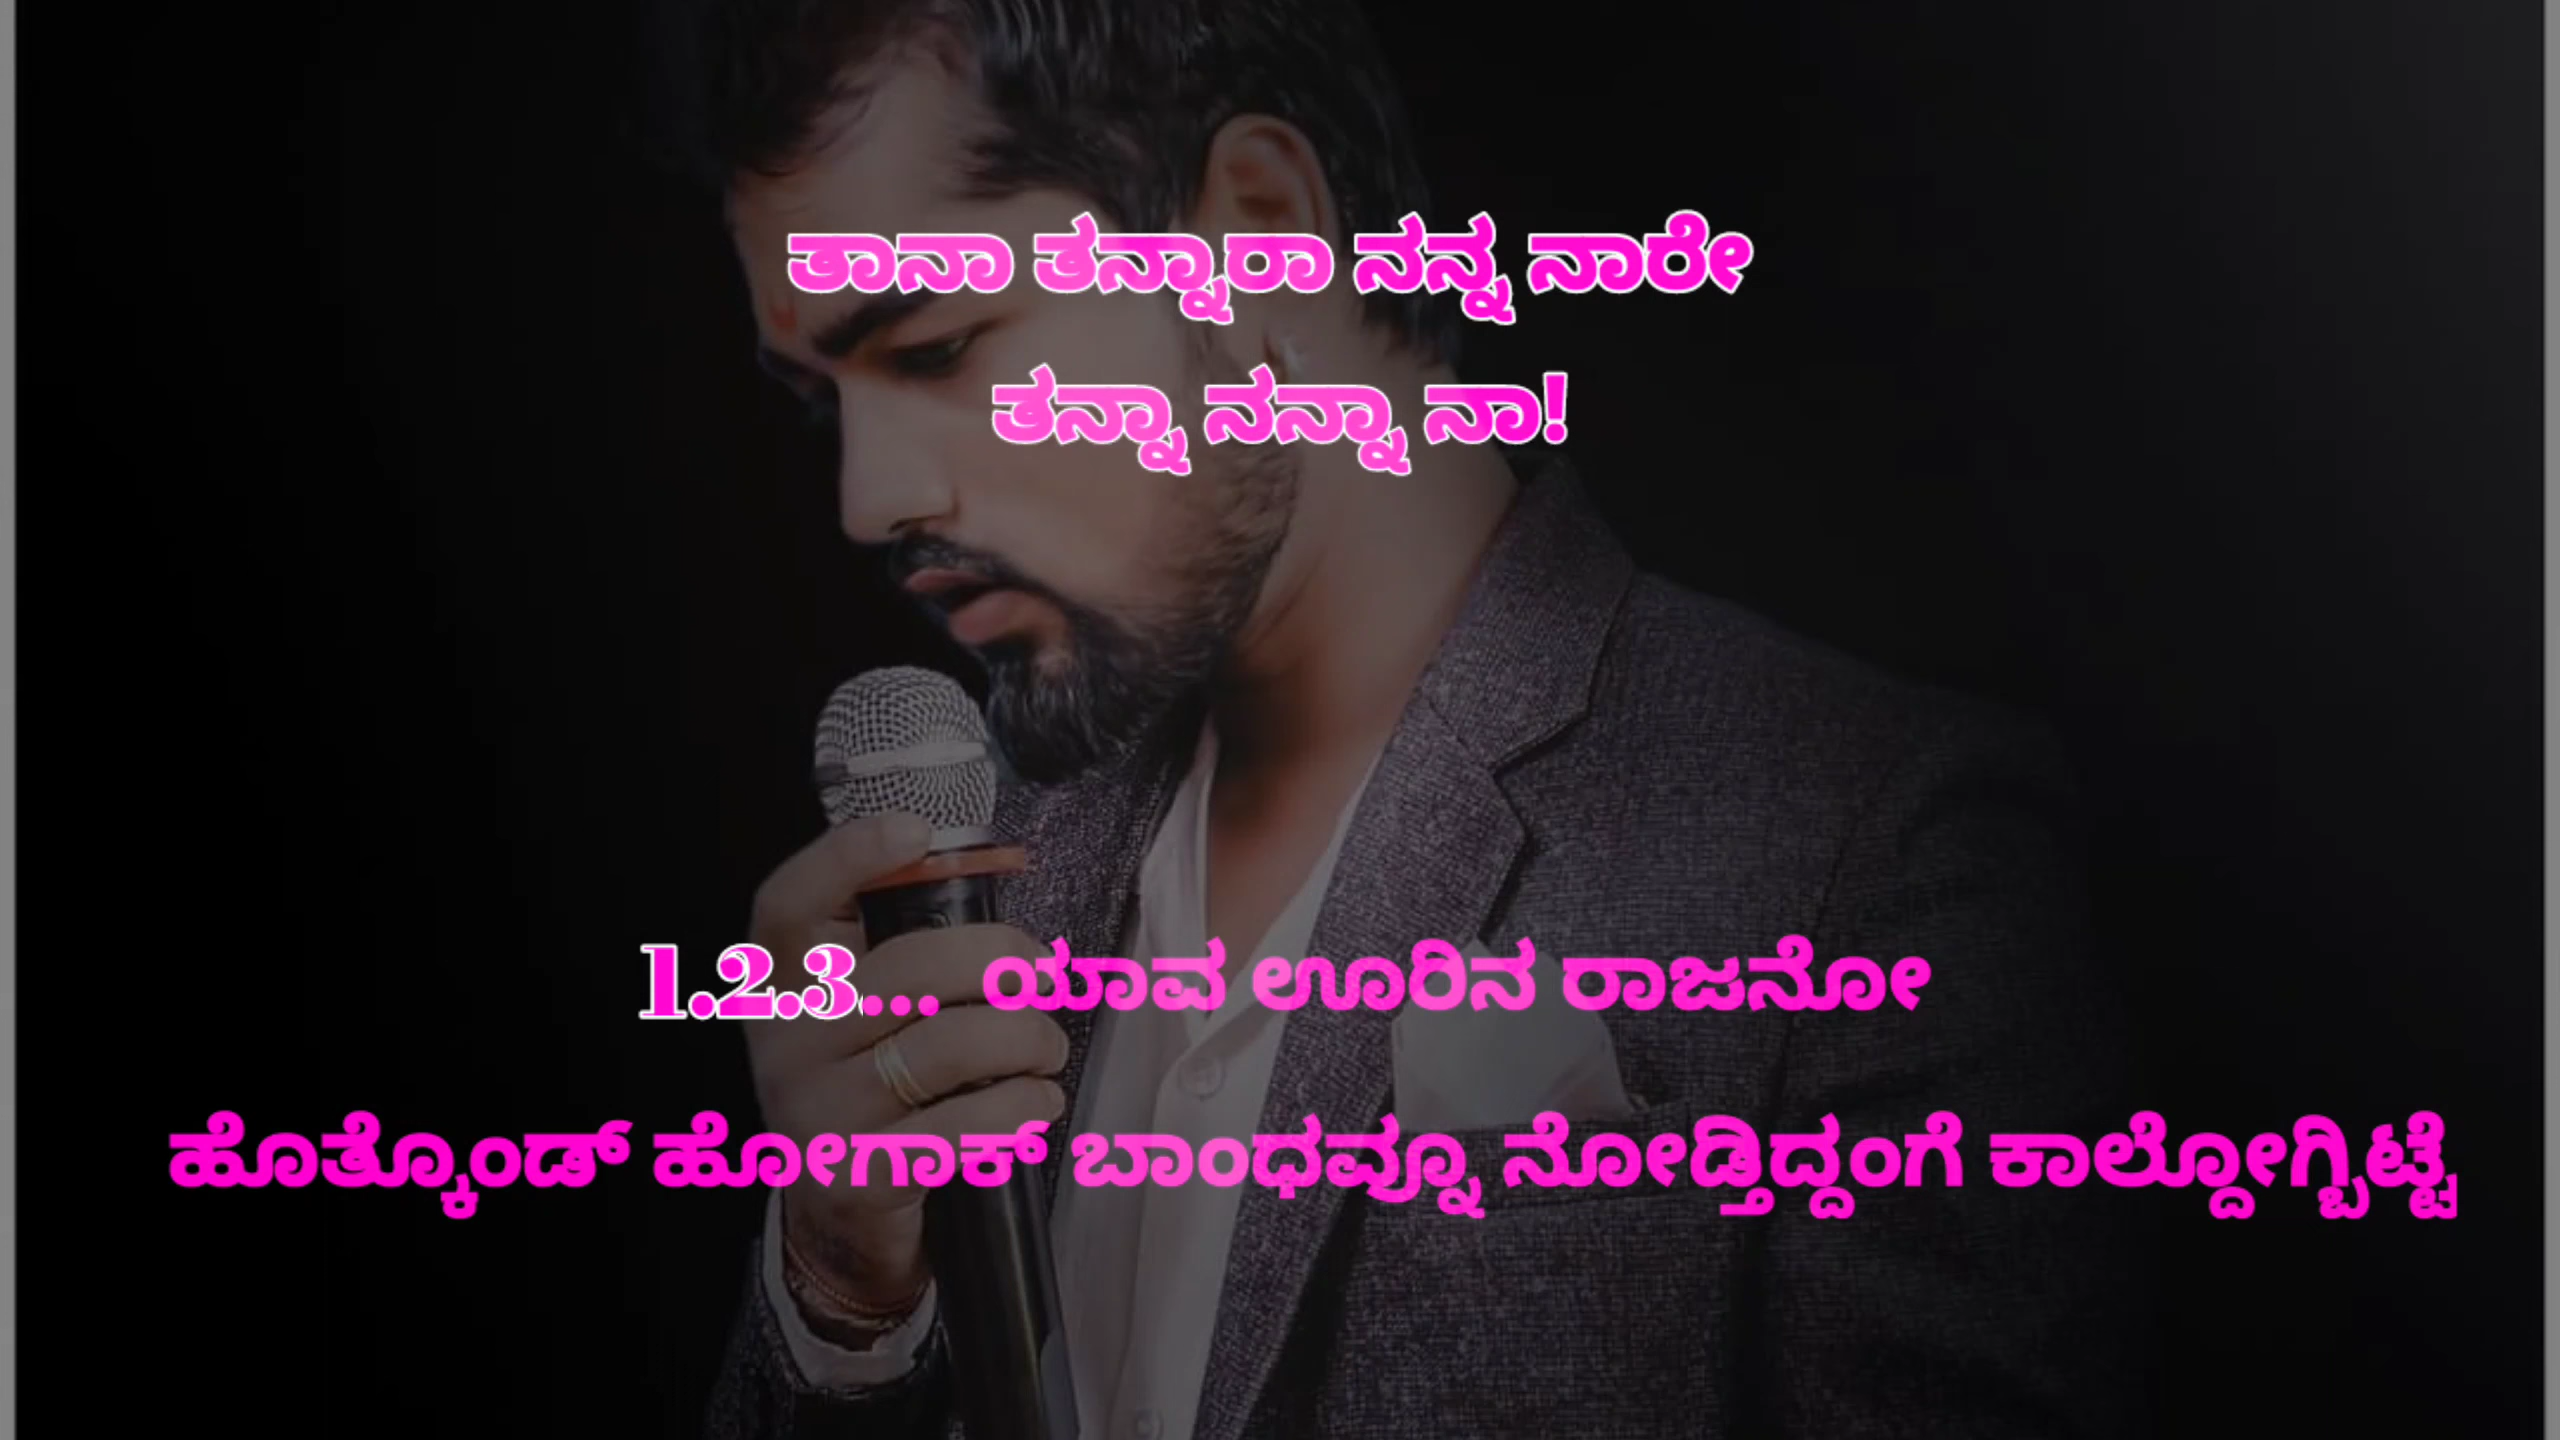 ತಾನಾ ತನ್ನಾರಾ ನನ್ನ ನಾರೇ
ತನ್ನಾ ನನ್ನಾ ನಾ!
1.2.3... ಯಾವ ಊರಿನ ರಾಜನೋ
ಹೊತ್ಕೊಂಡ್ ಹೋಗಾಕ್ ಬಾಂಧವ್ನೂ ನೋಡ್ತಿದ್ದಂಗೆ ಕಾಲ್ದೋಗ್ಬಿಟ್ಟೆ